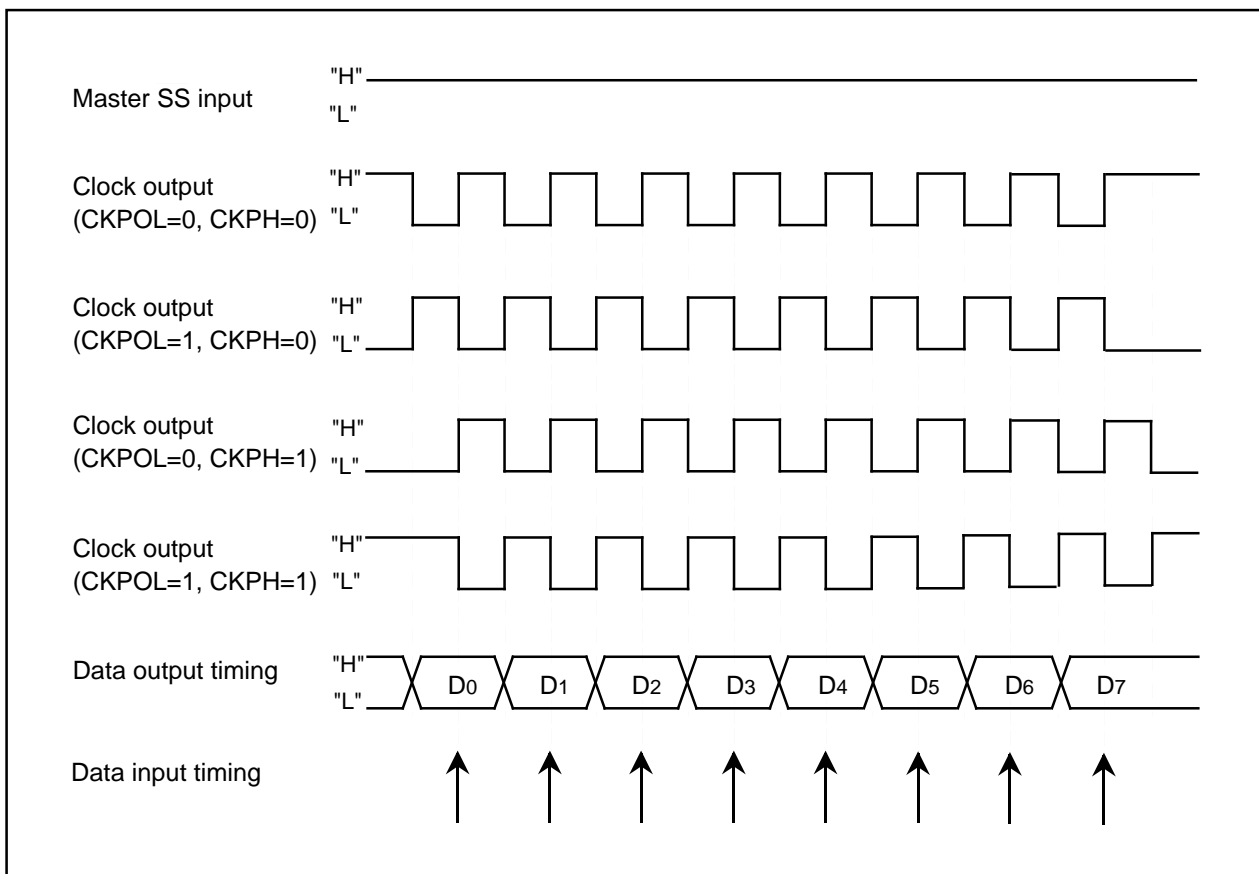 Master SS input
"H"
"L"
Clock output
(CKPOL=0, CKPH=0)
"H"
"L"
Clock output
(CKPOL=1, CKPH=0)
"H"
"L"
Clock output
(CKPOL=0, CKPH=1)
"H"
"L"
Clock output
(CKPOL=1, CKPH=1)
"H"
"L"
Data output timing
"H"
"L"
D0 D1 D2 D3 D4 D5 D6 D7
Data input timing